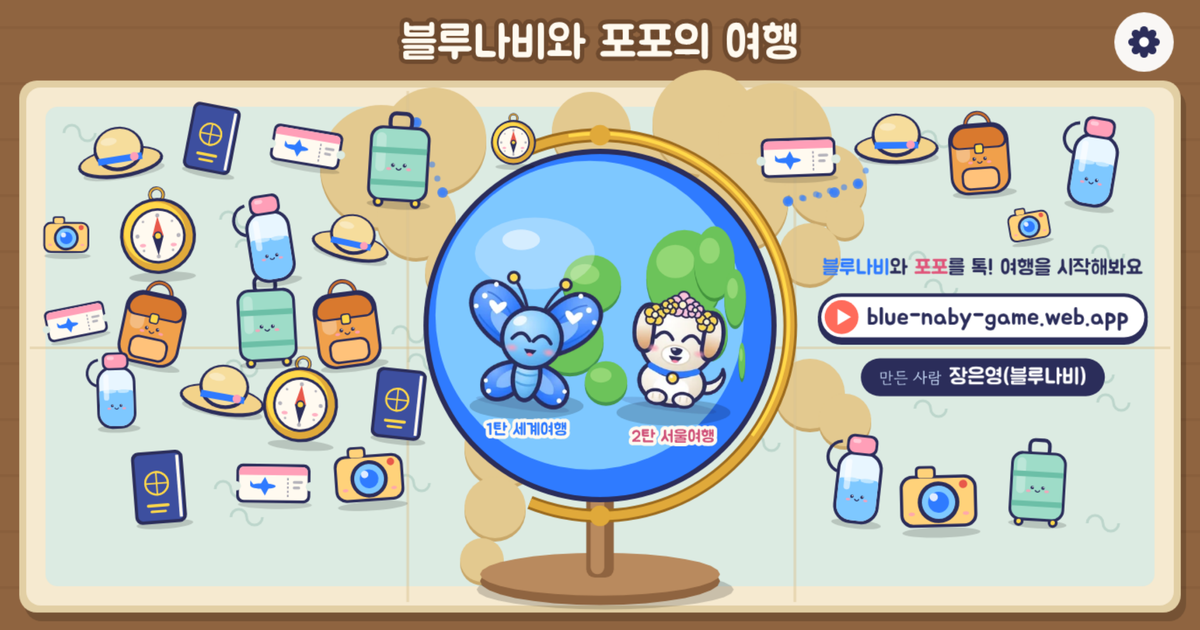 블루나비와 포포의 여행
블루나비와 포포를 톡! 여행을 시작해봐요
blue-naby-game.web.app
만든 사람 장은영(블루나비)
1탄 세계여행
2탄 서울여행